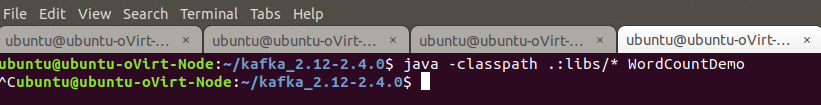 File Edit View Search Terminal Tabs Help
ubuntu@ubuntu-oVirt-... × ubuntu@ubuntu-oVirt-... × ubuntu@ubuntu-oVirt-... × ubuntu@ubuntu-oVirt-... ×
ubuntu@ubuntu-oVirt-Node:~/kafka_2.12-2.4.0$ java -classpath .:libs/* WordCountDemo
^Cubuntu@ubuntu-oVirt-Node:~/kafka_2.12-2.4.0$